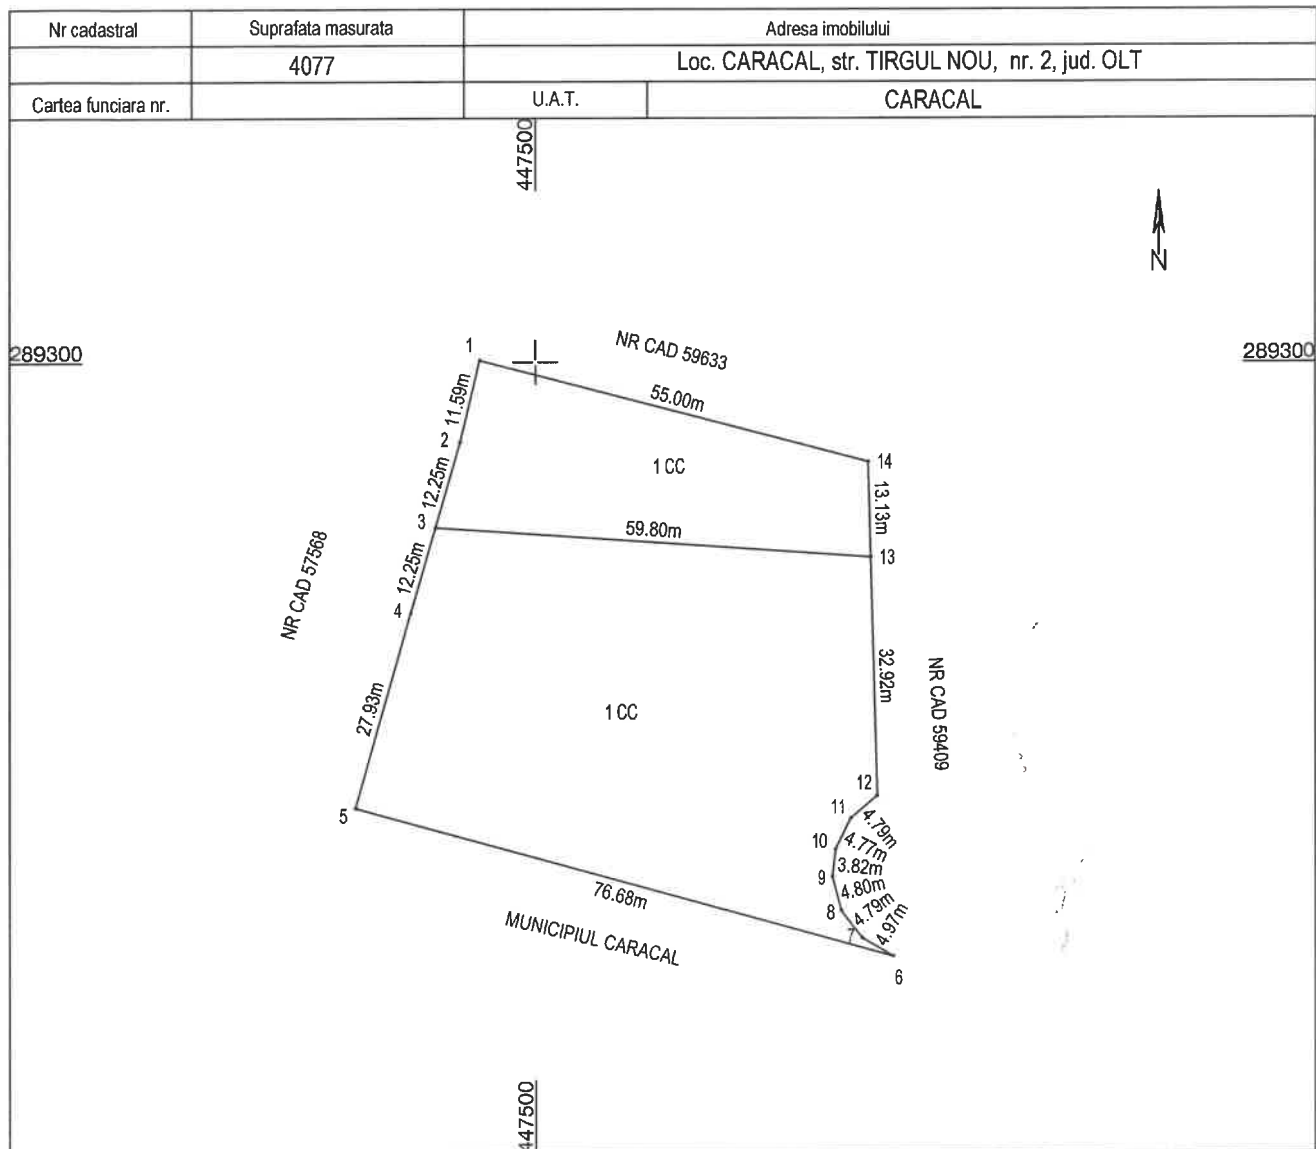 Nr cadastral Suprafata masurata Adresa imobilului
4077 Loc. CARACAL, str. TIRGUL NOU, nr. 2, jud. OLT
Cartea funciara nr. U.A.T. CARACAL
447500
N
289300 289300
1
NR CAD 59633
55.00m
11.59m
2
14
1 CC
12.25m
13.13m
3
59.80m
13
NR CAD 57568
12.25m
4
32.92m
NR CAD 59409
27.93m
1 CC
12
5
11
4.79m
10
4.77m
3.82m
9
4.80m
8
4.79m
7
4.97m
76.68m
MUNICIPIUL CARACAL
6
447500